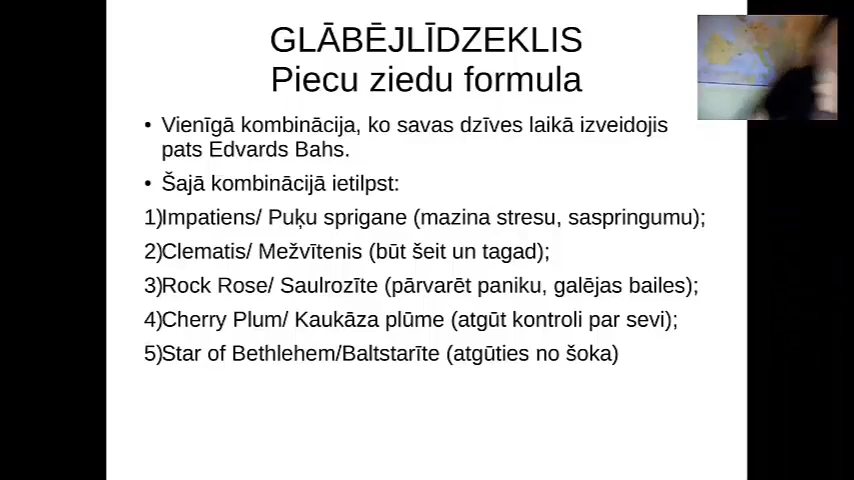 GLĀBĒJLĪDZEKLIS
Piecu ziedu formula
• Vienīgā kombinācija, ko savas dzīves laikā izveidojis
pats Edvards Bahs.
• Šajā kombinācijā ietilpst:
1)Impatiens/ Puķu sprigane (mazina stresu, saspringumu);
2)Clematis/ Mežvītenis (būt šeit un tagad);
3)Rock Rose/ Saulrozīte (pārvarēt paniku, galējas bailes);
4)Cherry Plum/ Kaukāza plūme (atgūt kontroli par sevi);
5)Star of Bethlehem/Baltstarīte (atgūties no šoka)